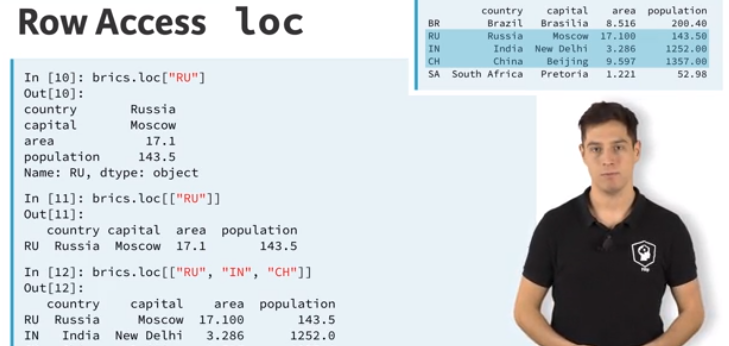 Row Access loc
country capital area population
BR Brazil Brasilia 8.516 200.40
RU Russia Moscow 17.100 143.50
IN India New Delhi 3.286 1252.00
CH China Beijing 9.597 1357.00
SA South Africa Pretoria 1.221 52.98
In [10]: brics.loc["RU"]
Out[10]:
country Russia
capital Moscow
area 17.1
population 143.5
Name: RU, dtype: object
In [11]: brics.loc[["RU"]]
Out[11]:
country capital area population
RU Russia Moscow 17.1 143.5
In [12]: brics.loc[["RU", "IN", "CH"]]
Out[12]:
country capital area population
RU Russia Moscow 17.100 143.5
IN India New Delhi 3.286 1252.0